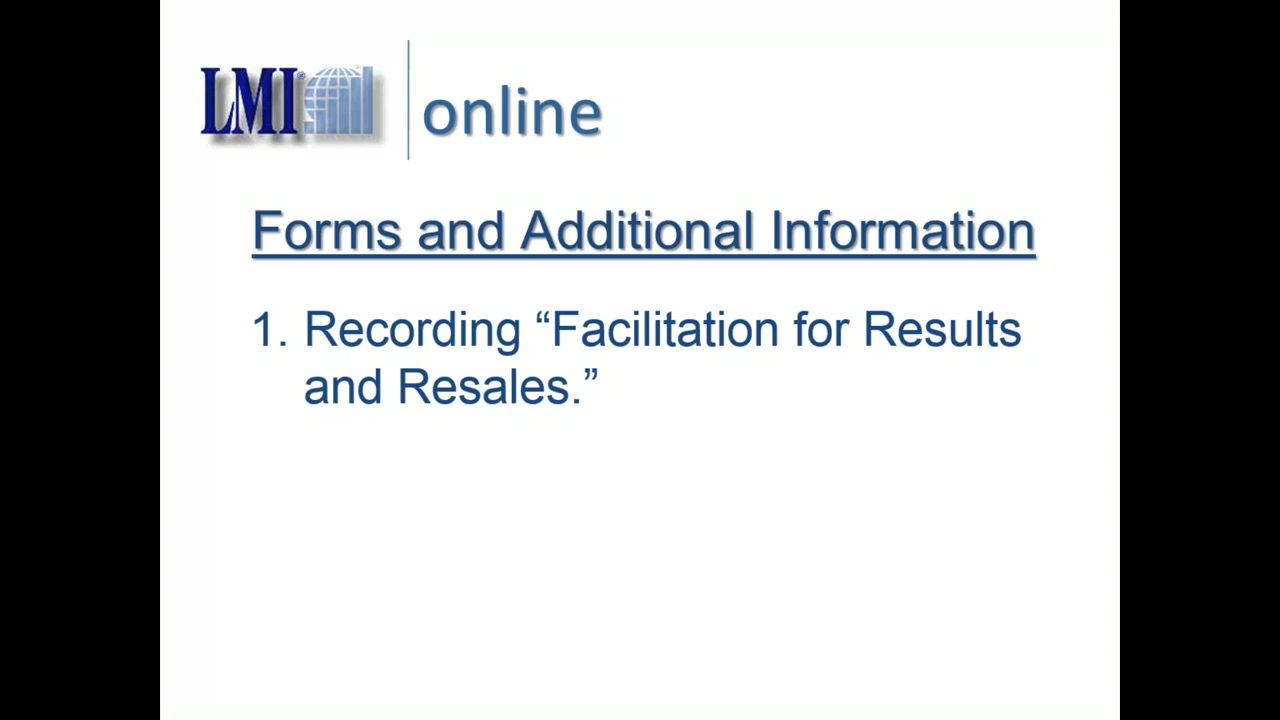 LMI® online
Forms and Additional Information
1. Recording “Facilitation for Results
and Resales.”